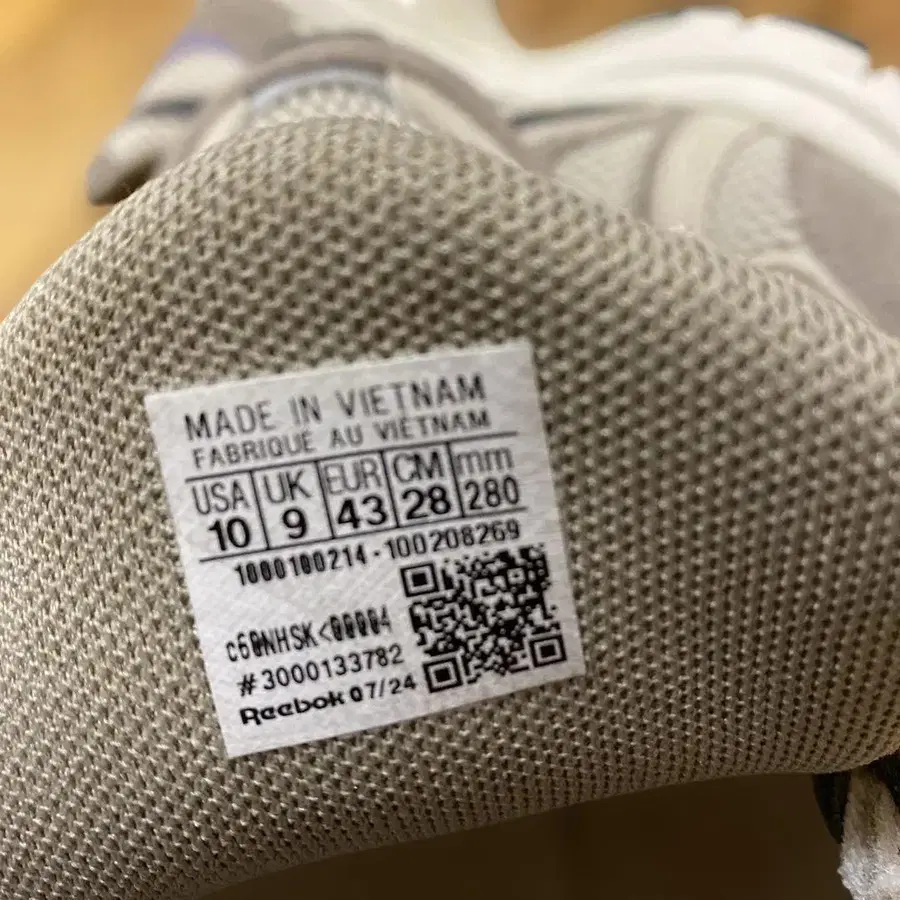 MADE IN VIETNAM
FABRIQUE AU VIETNAM
USA UK EUR CM mm
10 9 43 28 280
1000100214-100208269
c60NHSK<00004
#3000133782
Reebok 07/24